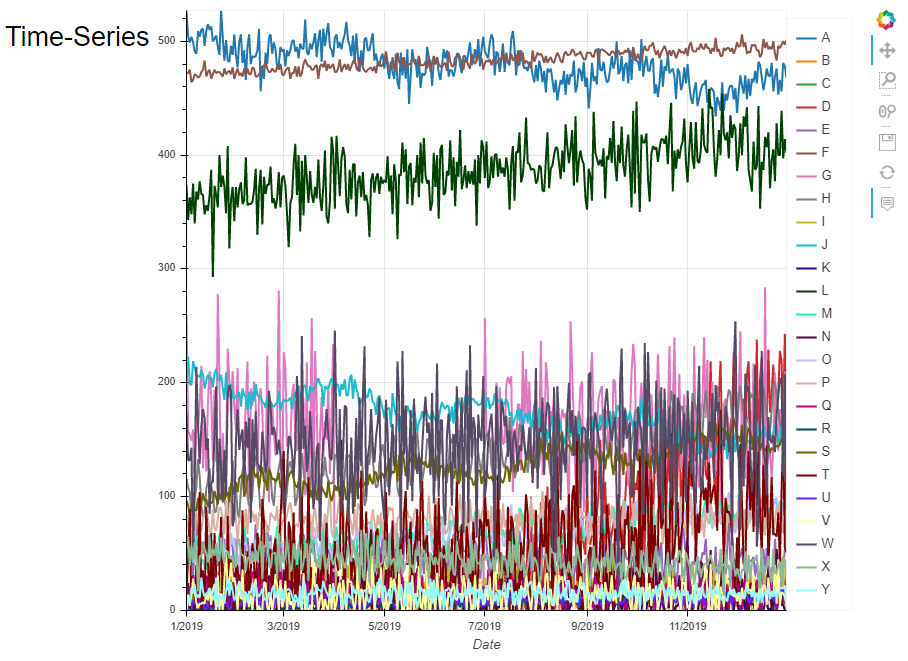 Time-Series
500
400
300
200
100
0
1/2019 3/2019 5/2019 7/2019 9/2019 11/2019
Date
A
B
C
D
E
F
G
H
I
J
K
L
M
N
O
P
Q
R
S
T
U
V
W
X
Y